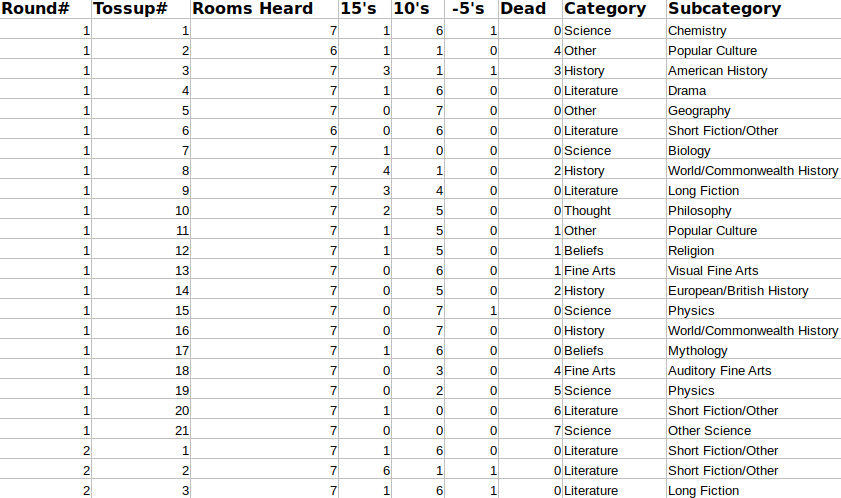 Round# Tossup# Rooms Heard 15's 10's -5's Dead Category Subcategory
1 1 7 1 6 1 0 Science Chemistry
1 2 6 1 1 0 4 Other Popular Culture
1 3 7 3 1 1 3 History American History
1 4 7 1 6 0 0 Literature Drama
1 5 7 0 7 0 0 Other Geography
1 6 6 0 6 0 0 Literature Short Fiction/Other
1 7 7 1 0 0 0 Science Biology
1 8 7 4 1 0 2 History World/Commonwealth History
1 9 7 3 4 0 0 Literature Long Fiction
1 10 7 2 5 0 0 Thought Philosophy
1 11 7 1 5 0 1 Other Popular Culture
1 12 7 1 5 0 1 Beliefs Religion
1 13 7 0 6 0 1 Fine Arts Visual Fine Arts
1 14 7 0 5 0 2 History European/British History
1 15 7 0 7 1 0 Science Physics
1 16 7 0 7 0 0 History World/Commonwealth History
1 17 7 1 6 0 0 Beliefs Mythology
1 18 7 0 3 0 4 Fine Arts Auditory Fine Arts
1 19 7 0 2 0 5 Science Physics
1 20 7 1 0 0 6 Literature Short Fiction/Other
1 21 7 0 0 0 7 Science Other Science
2 1 7 1 6 0 0 Literature Short Fiction/Other
2 2 7 6 1 1 0 Literature Short Fiction/Other
2 3 7 1 6 1 0 Literature Long Fiction